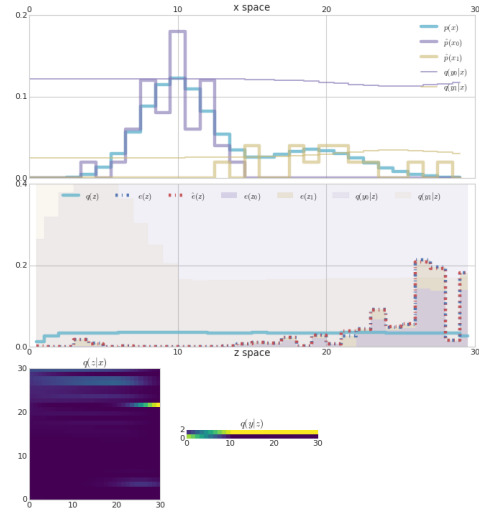 x space
0.2
0.1
0.0
0 10 20 30
p(x)
p̃(x₀)
p̃(x₁)
q(y₀|x)
q(y₁|x)
0.4
0.2
0.0
q(z) e(z) ẽ(z) e(z₀) e(z₁) q(y₀|x) q(y₁|x)
0 10 20 30
z space
q(z|x)
30
20
10
0
0 10 20 30
q(y|z)
2
0
0 10 20 30